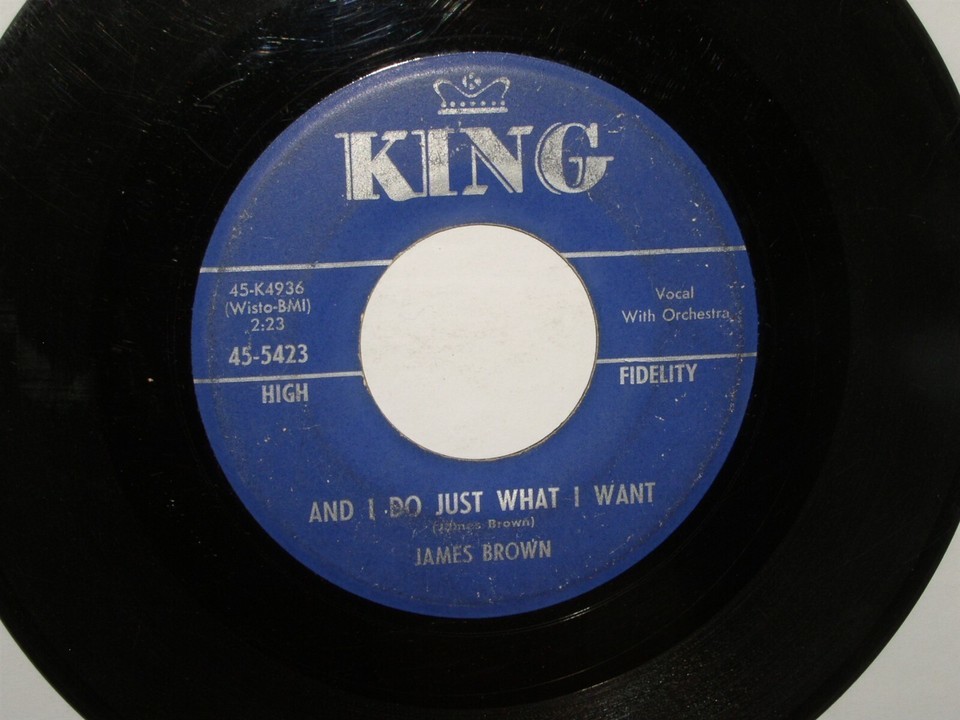 K
KING
45-K4936
(Wisto-BMI)
2:23
45-5423
HIGH
Vocal
With Orchestra
FIDELITY
AND I DO JUST WHAT I WANT
(James Brown)
JAMES BROWN